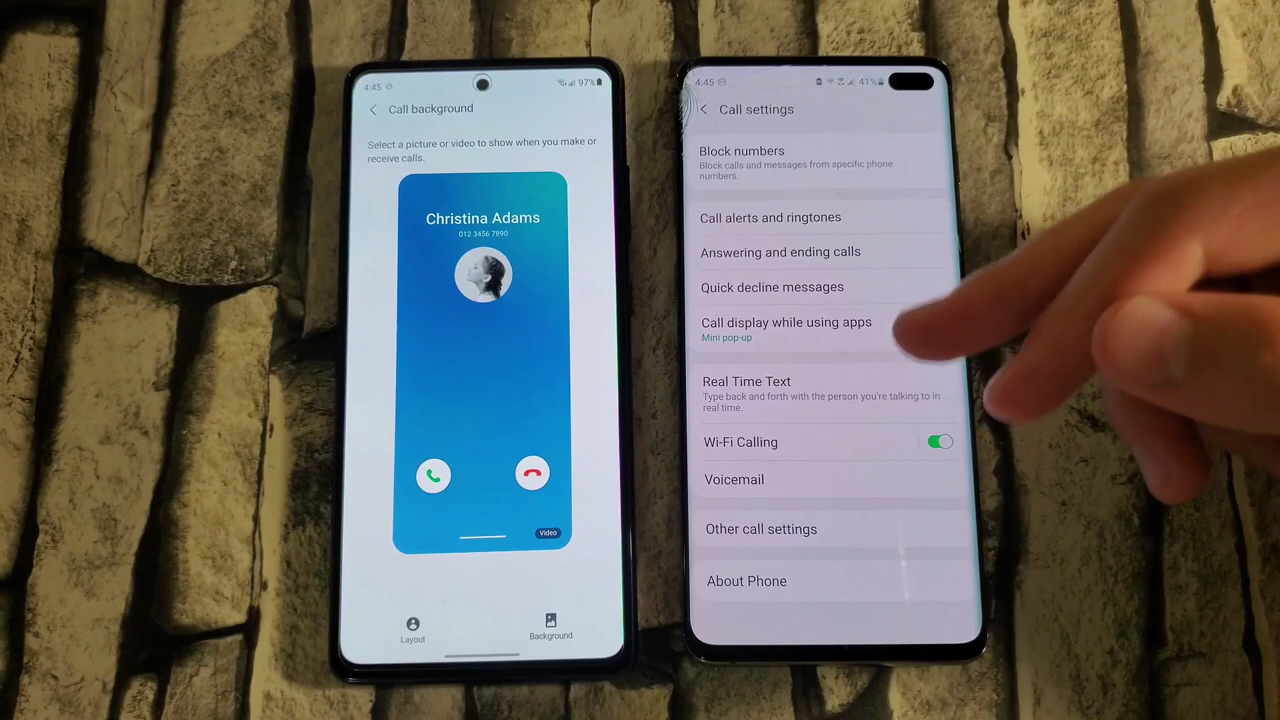 4:45
97%
Call background
Select a picture or video to show when you make or
receive calls.
Christina Adams
012 3456 7890
Video
Layout
Background
4:45
41%
Call settings
Block numbers
Block calls and messages from specific phone
numbers.
Call alerts and ringtones
Answering and ending calls
Quick decline messages
Call display while using apps
Mini pop-up
Real Time Text
Type back and forth with the person you're talking to in
real time.
Wi-Fi Calling
Voicemail
Other call settings
About Phone